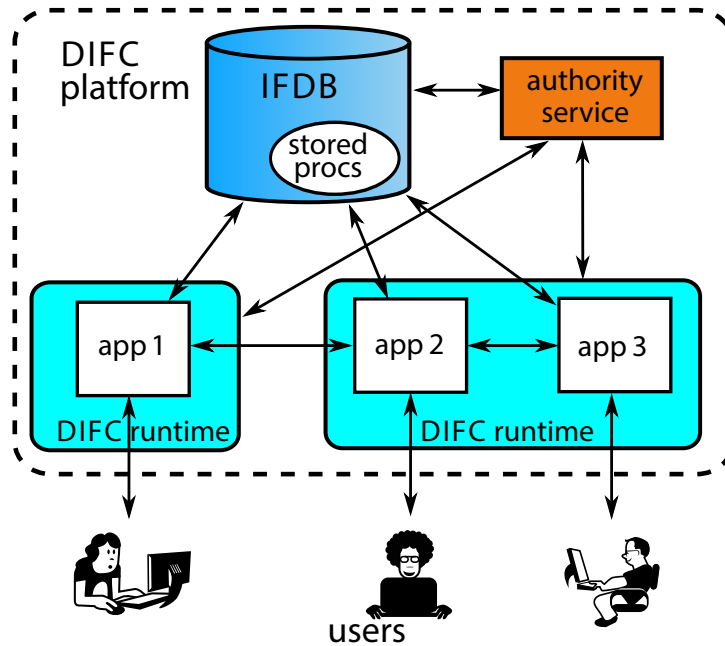 DIFC
platform
IFDB
stored
procs
authority
service
app 1
app 2
app 3
DIFC runtime
DIFC runtime
users